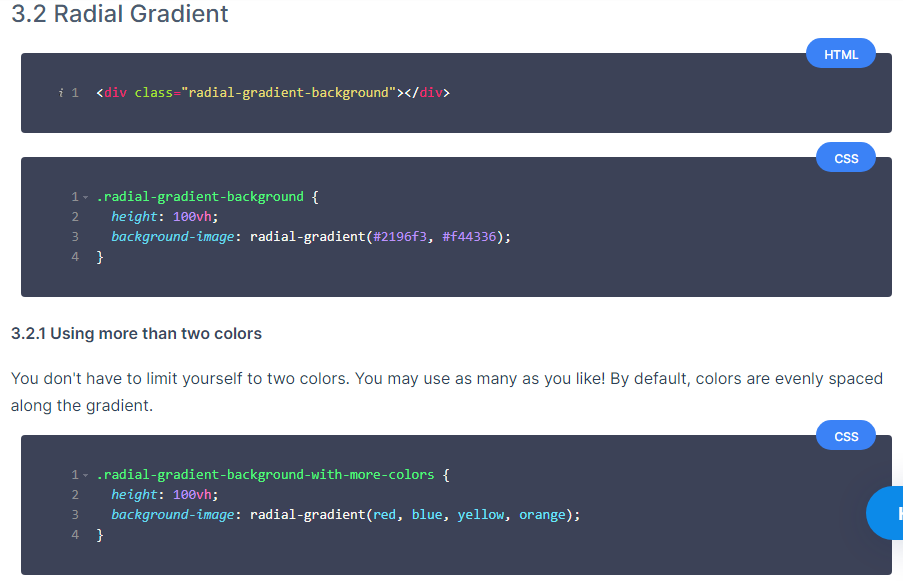 3.2 Radial Gradient
HTML
i 1 <div class="radial-gradient-background"></div>
CSS
1 .radial-gradient-background {
2 height: 100vh;
3 background-image: radial-gradient(#2196f3, #f44336);
4 }
3.2.1 Using more than two colors
You don't have to limit yourself to two colors. You may use as many as you like! By default, colors are evenly spaced
along the gradient.
CSS
1 .radial-gradient-background-with-more-colors {
2 height: 100vh;
3 background-image: radial-gradient(red, blue, yellow, orange);
4 }